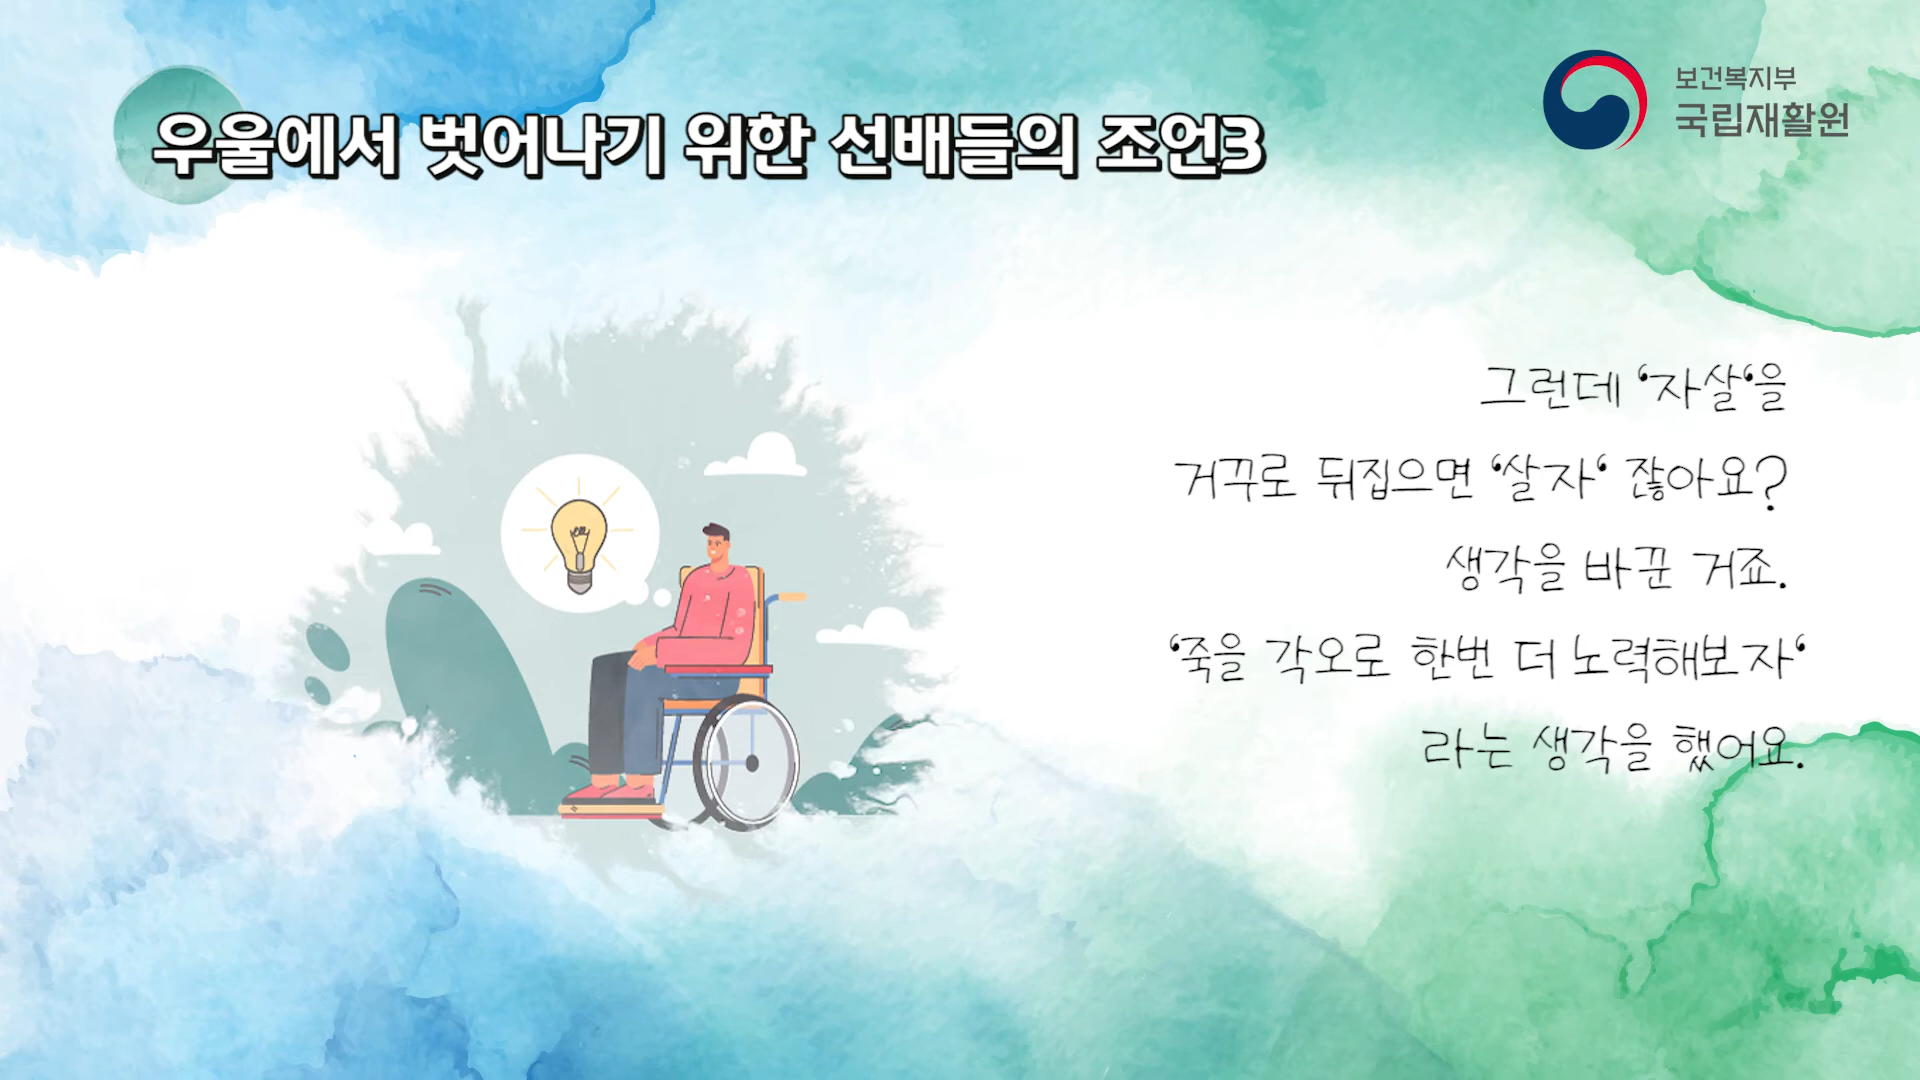 우울에서 벗어나기 위한 선배들의 조언3
보건복지부
국립재활원
그런데 ‘자살‘을
거꾸로 뒤집으면 ‘살자‘ 잖아요?
생각을 바꾼 거죠.
‘죽을 각오로 한번 더 노력해보자‘
라는 생각을 했어요.